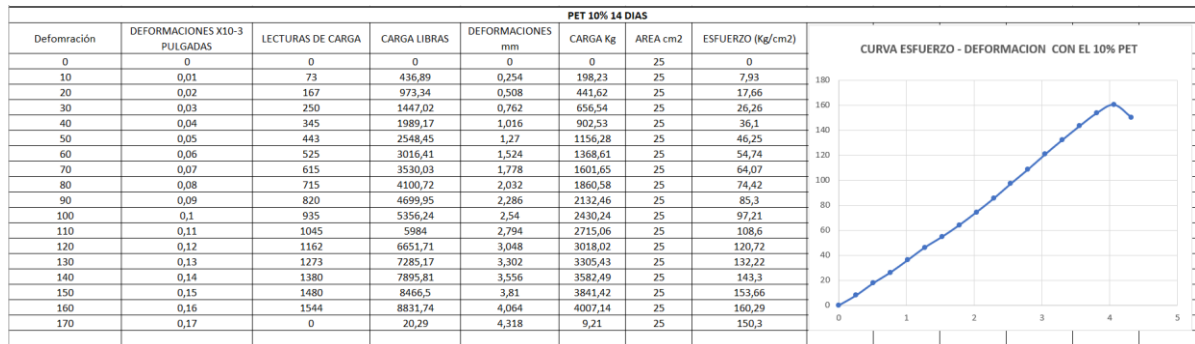 PET 10% 14 DIAS
Defomración DEFORMACIONES X10-3 PULGADAS LECTURAS DE CARGA CARGA LIBRAS DEFORMACIONES mm CARGA Kg AREA cm2 ESFUERZO (Kg/cm2)
0 0 0 0 0 0 25 0
10 0,01 73 436,89 0,254 198,23 25 7,93
20 0,02 167 973,34 0,508 441,62 25 17,66
30 0,03 250 1447,02 0,762 656,54 25 26,26
40 0,04 345 1989,17 1,016 902,53 25 36,1
50 0,05 443 2548,45 1,27 1156,28 25 46,25
60 0,06 525 3016,41 1,524 1368,61 25 54,74
70 0,07 615 3530,03 1,778 1601,65 25 64,07
80 0,08 715 4100,72 2,032 1860,58 25 74,42
90 0,09 820 4699,95 2,286 2132,46 25 85,3
100 0,1 935 5356,24 2,54 2430,24 25 97,21
110 0,11 1045 5984 2,794 2715,06 25 108,6
120 0,12 1162 6651,71 3,048 3018,02 25 120,72
130 0,13 1273 7285,17 3,302 3305,43 25 132,22
140 0,14 1380 7895,81 3,556 3582,49 25 143,3
150 0,15 1480 8466,5 3,81 3841,42 25 153,66
160 0,16 1544 8831,74 4,064 4007,14 25 160,29
170 0,17 0 20,29 4,318 9,21 25 150,3
CURVA ESFUERZO - DEFORMACION CON EL 10% PET
180
160
140
120
100
80
60
40
20
0
0 1 2 3 4 5